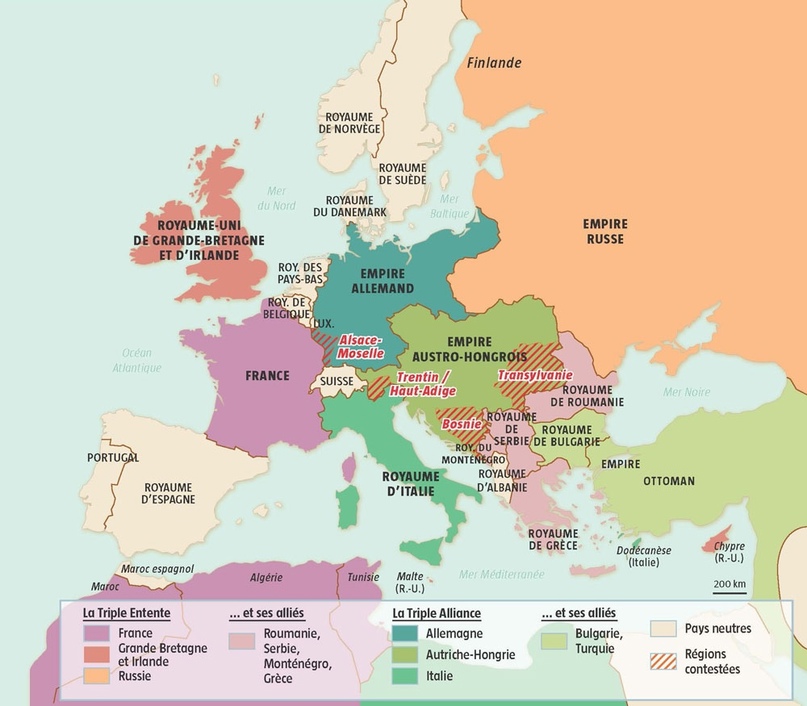 Finlande
ROYAUME
DE NORVÈGE
ROYAUME
DE SUÈDE
Mer
du Nord
ROYAUME
DU DANEMARK
Mer
Baltique
ROYAUME-UNI
DE GRANDE-BRETAGNE
ET D'IRLANDE
EMPIRE
RUSSE
ROY. DES
PAYS-BAS
EMPIRE
ALLEMAND
ROY. DE
BELGIQUE
LUX.
Alsace-
Moselle
EMPIRE
AUSTRO-HONGROIS
Océan
Atlantique
FRANCE
SUISSE
Trentin /
Haut-Adige
Transylvanie
ROYAUME
DE ROUMANIE
Mer Noire
Bosnie
ROYAUME
DE
SERBIE
ROYAUME
DE BULGARIE
ROY. DU
MONTÉNÉGRO
PORTUGAL
ROYAUME
D'ESPAGNE
ROYAUME
D'ITALIE
ROYAUME
D'ALBANIE
EMPIRE
OTTOMAN
ROYAUME
DE GRÈCE
Dodécanèse
(Italie)
Chypre
(R.-U.)
Maroc espagnol
Maroc
Algérie
Tunisie
Malte
(R.-U.)
Mer Méditerranée
200 km
La Triple Entente
France
Grande Bretagne
et Irlande
Russie
... et ses alliés
Roumanie,
Serbie,
Monténégro,
Grèce
La Triple Alliance
Allemagne
Autriche-Hongrie
Italie
... et ses alliés
Bulgarie,
Turquie
Pays neutres
Régions
contestées